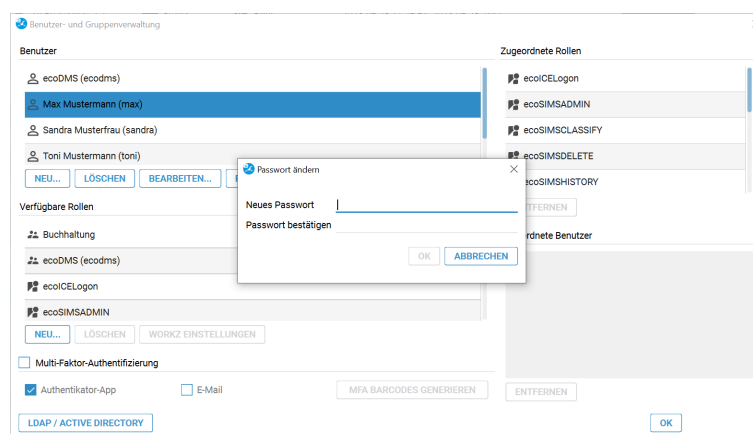 Benutzer- und Gruppenverwaltung
Benutzer
ecoDMS (ecodms)
Max Mustermann (max)
Sandra Musterfrau (sandra)
Toni Mustermann (toni)
NEU... LÖSCHEN BEARBEITEN...
Verfügbare Rollen
Buchhaltung
ecoDMS (ecodms)
ecoICELogon
ecoSIMSADMIN
NEU... LÖSCHEN WORKZ EINSTELLUNGEN
Multi-Faktor-Authentifizierung
Authentikator-App E-Mail MFA BARCODES GENERIEREN
LDAP / ACTIVE DIRECTORY
Zugeordnete Rollen
ecoICELogon
ecoSIMSADMIN
ecoSIMSCLASSIFY
ecoSIMSDELETE
ecoSIMSHISTORY
TFERNEN
rdnete Benutzer
ENTFERNEN
OK
Passwort ändern
Neues Passwort
Passwort bestätigen
OK ABBRECHEN